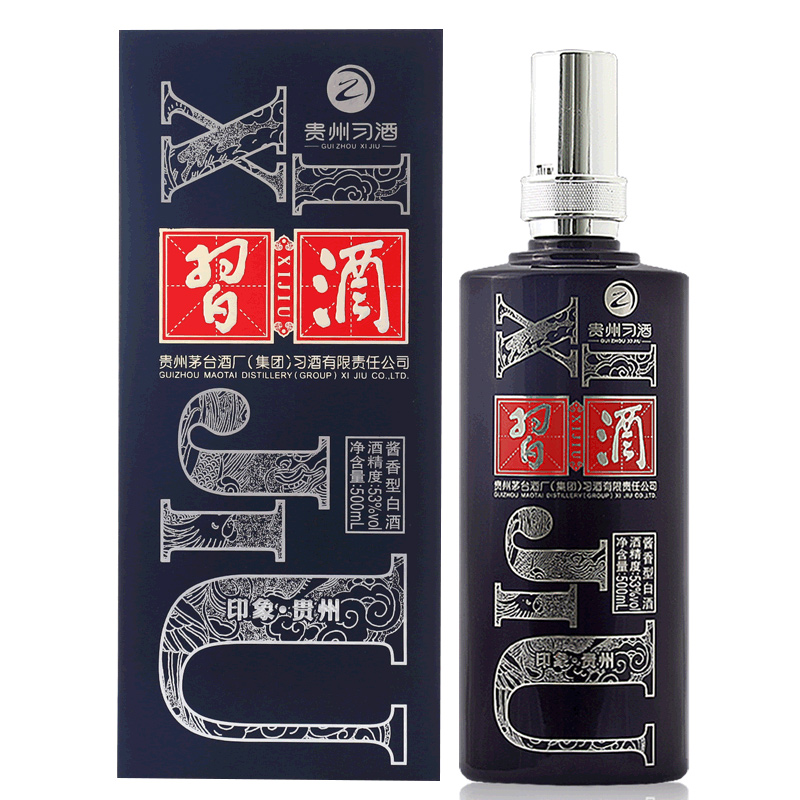 贵州习酒
GUI ZHOU XI JIU
XI
習
XIJIU
酒
贵州茅台酒厂(集团)习酒有限责任公司
GUIZHOU MAOTAI DISTILLERY (GROUP) XI JIU CO.,LTD.
JIU
酱香型白酒
酒精度:53%vol
净含量:500mL
印象·贵州
贵州习酒
GUI ZHOU XI JIU
XI
習
XIJIU
酒
贵州茅台酒厂(集团)习酒有限责任公司
GUIZHOU MAOTAI DISTILLERY (GROUP) XI JIU CO.,LTD.
JIU
酱香型白酒
酒精度:53%vol
净含量:500mL
印象·贵州